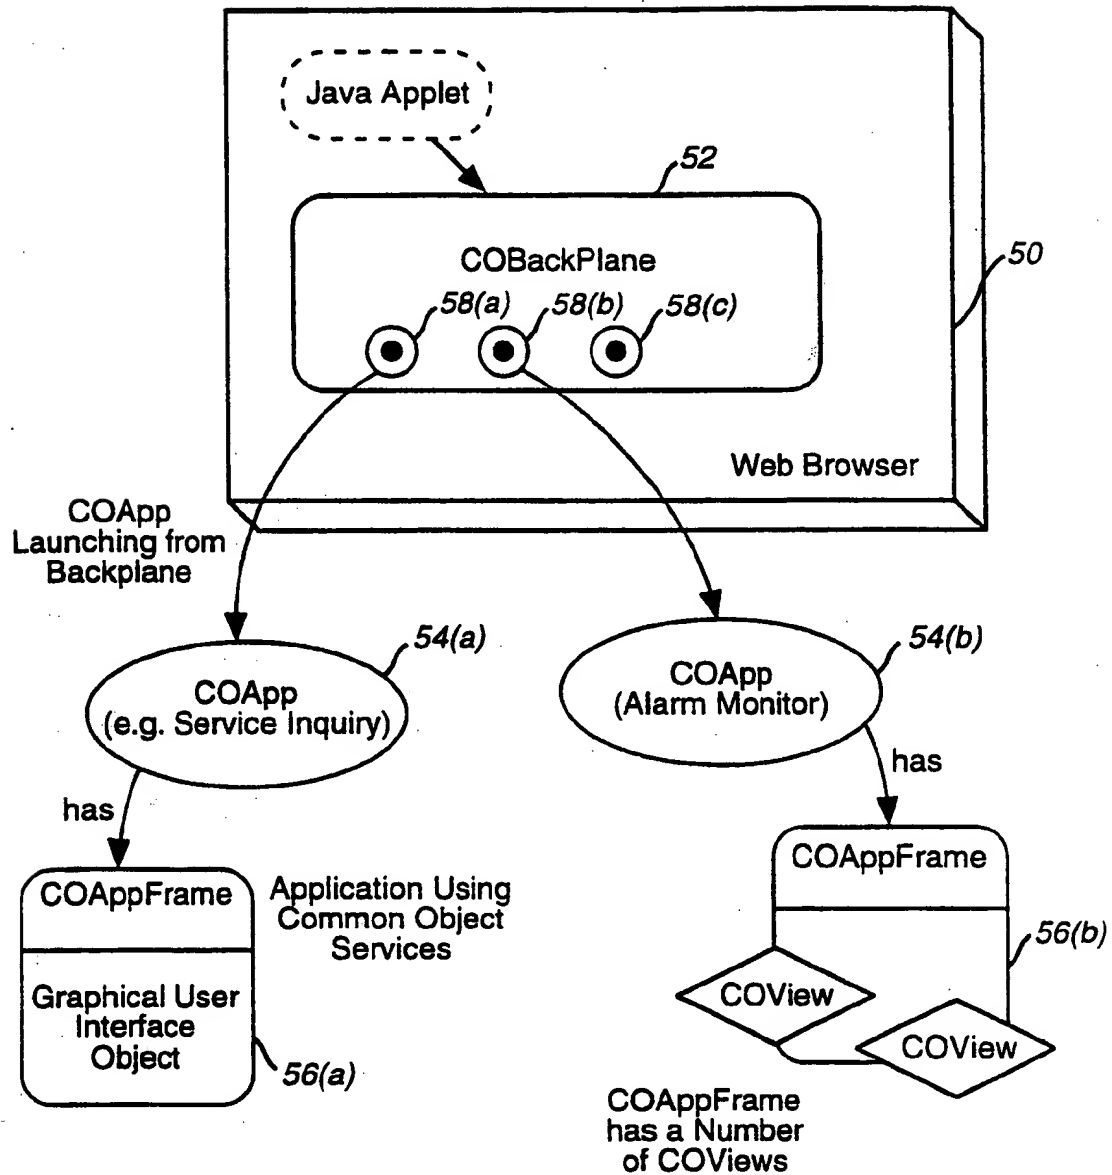 Java Applet
52
COBackPlane
50
58(a)
58(b)
58(c)
Web Browser
COApp
Launching from
Backplane
54(a)
COApp
(e.g. Service Inquiry)
54(b)
COApp
(Alarm Monitor)
has
has
COAppFrame
Application Using
Common Object
Services
Graphical User
Interface
Object
56(a)
COAppFrame
56(b)
COView
COView
COAppFrame
has a Number
of COViews